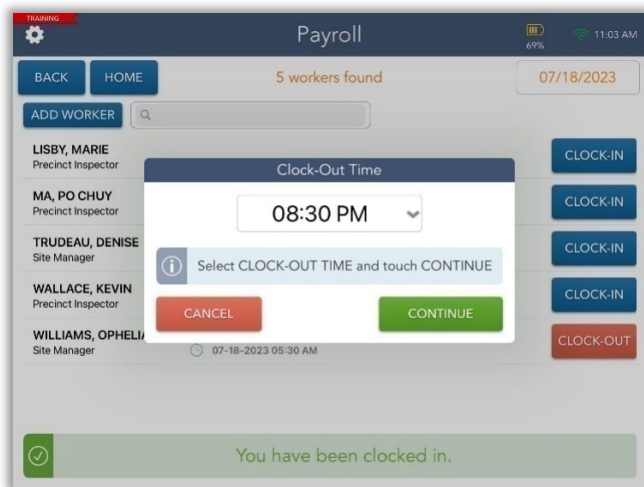 TRAINING
Payroll
69%
11:03 AM
BACK
HOME
5 workers found
07/18/2023
ADD WORKER
LISBY, MARIE
Precinct Inspector
CLOCK-IN
Clock-Out Time
MA, PO CHUY
Precinct Inspector
08:30 PM
CLOCK-IN
TRUDEAU, DENISE
Site Manager
Select CLOCK-OUT TIME and touch CONTINUE
CLOCK-IN
WALLACE, KEVIN
Precinct Inspector
CANCEL
CONTINUE
CLOCK-IN
WILLIAMS, OPHELIA
Site Manager
07-18-2023 05:30 AM
CLOCK-OUT
You have been clocked in.